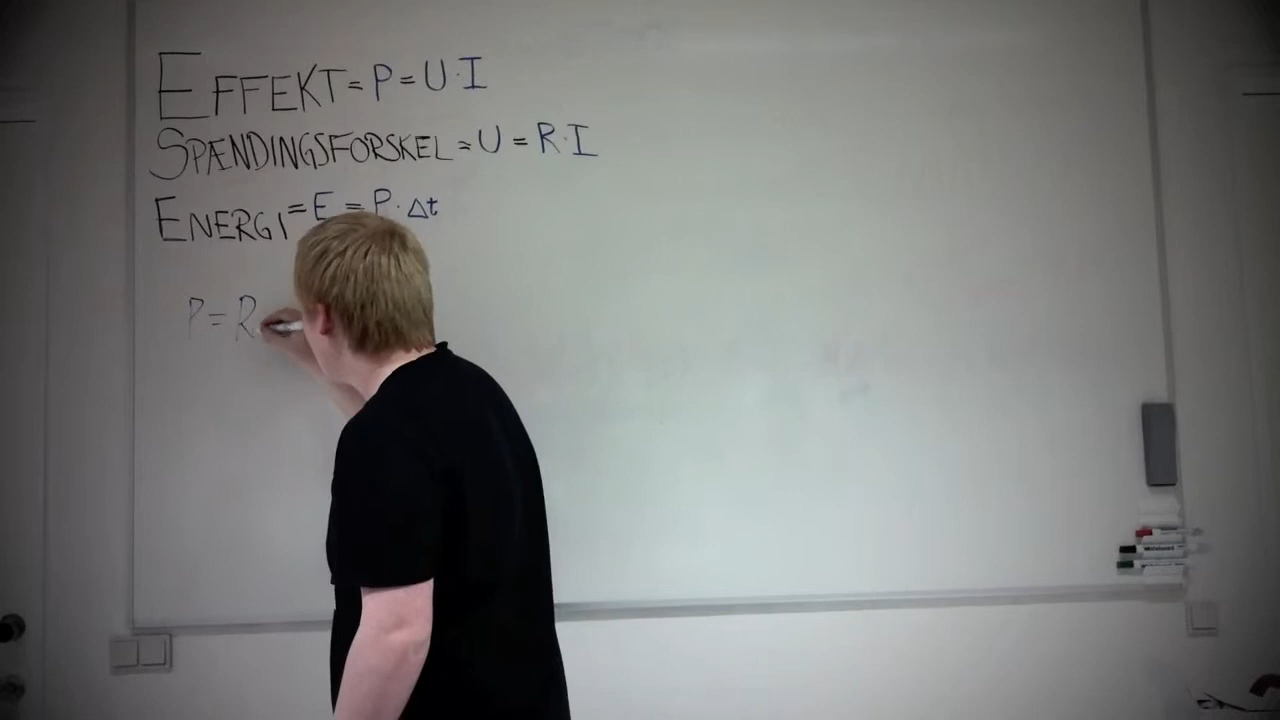 EFFEKT = P = U · I
SPÆNDINGSFORSKEL = U = R · I
ENERGI = E = P · Δt
P = R